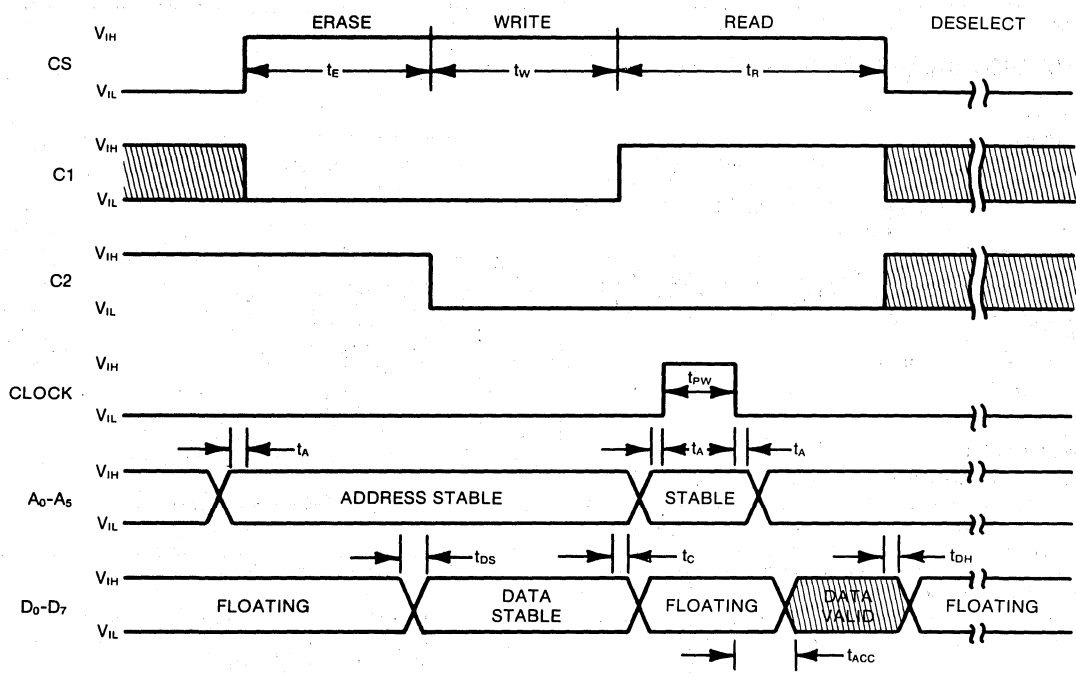 ERASE WRITE READ DESELECT
VIH
CS
tE tW tR
VIL
VIH
C1
VIL
VIH
C2
VIL
VIH
tPW
CLOCK
VIL
tA tA tA
VIH
A0-A5 ADDRESS STABLE STABLE
VIL
tDS tC tDH
VIH
D0-D7 FLOATING DATA STABLE FLOATING DATA VALID FLOATING
VIL
tACC